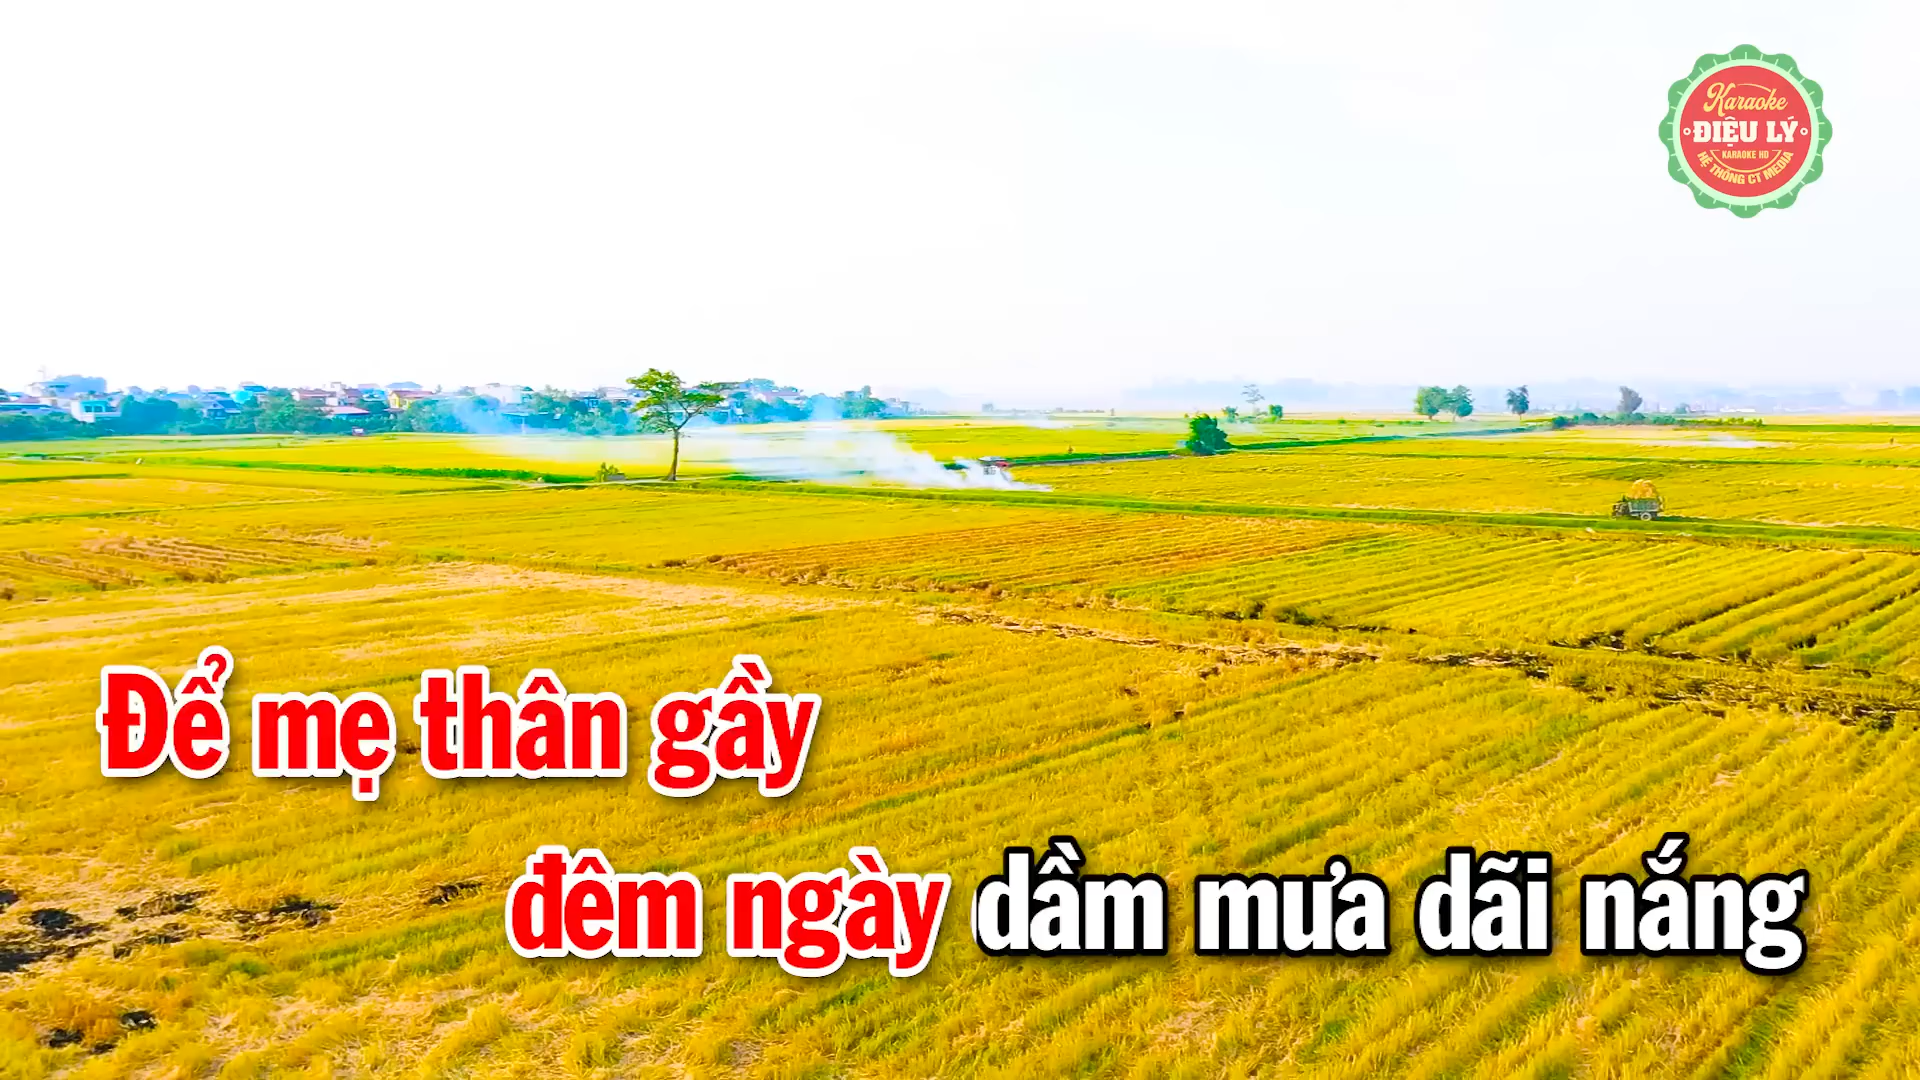 Karaoke
ĐIỆU LÝ
KARAOKE HD
HỆ THỐNG CT MEDIA
Để mẹ thân gầy
đêm ngày dầm mưa dãi nắng